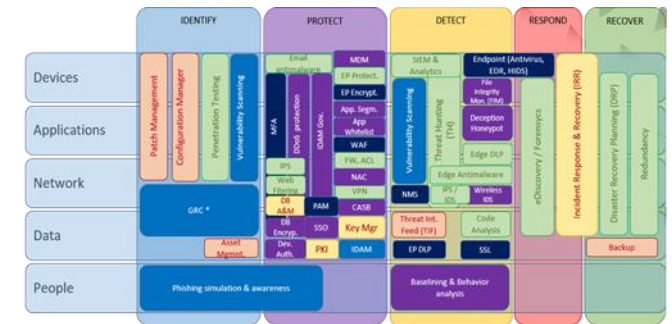 IDENTIFY
PROTECT
DETECT
RESPOND
RECOVER
Devices
Applications
Network
Data
People
Patch Management
Configuration Manager
Penetration Testing
Vulnerability Scanning
GRC *
Asset
Mgmnt.
Phishing simulation & awareness
Email
antimalware
MFA
DDoS protection
IDAM Gov.
IPS
Web
Filtering
DB
A&M
DB
Encryp.
Dev.
Auth.
PAM
SSO
PKI
MDM
EP Protect.
EP Encrypt.
App. Segm.
App
Whitelist
WAF
FW, ACL
NAC
VPN
CASB
Key Mgr
IDAM
SIEM &
Analytics
Vulnerability Scanning
Threat Hunting
(TH)
Endpoint (Antivirus,
EDR, HIDS)
File
Integrity
Mon. (FIM)
Deception
Honeypot
Edge DLP
Edge Antimalware
NMS
IPS /
IDS
Wireless
IDS
Threat Int.
Feed (TIF)
Code
Analysis
EP DLP
SSL
Baselining & Behavior
analysis
eDiscovery / Forensycs
Incident Response & Recovery (IRR)
Disaster Recovery Planning (DRP)
Redundancy
Backup